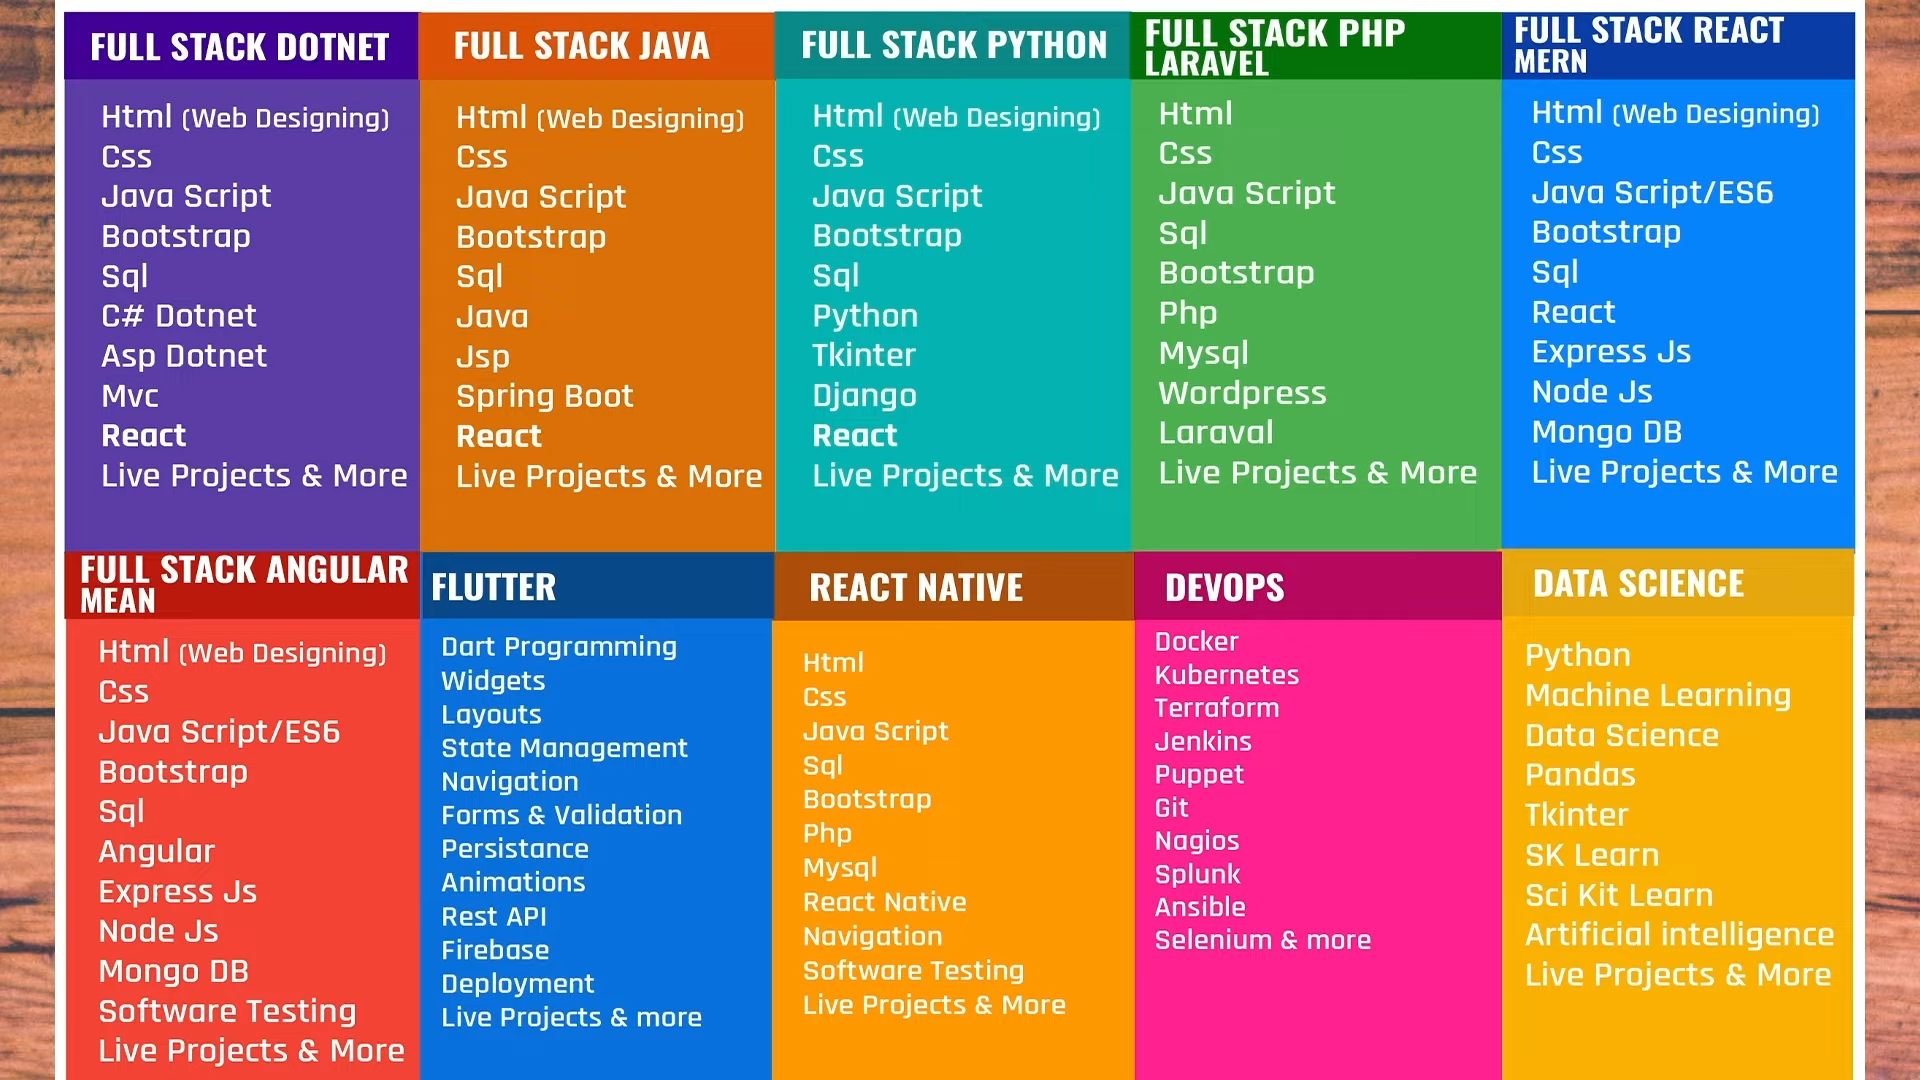 FULL STACK DOTNET
Html (Web Designing)
Css
Java Script
Bootstrap
Sql
C# Dotnet
Asp Dotnet
Mvc
React
Live Projects & More
FULL STACK JAVA
Html (Web Designing)
Css
Java Script
Bootstrap
Sql
Java
Jsp
Spring Boot
React
Live Projects & More
FULL STACK PYTHON
Html (Web Designing)
Css
Java Script
Bootstrap
Sql
Python
Tkinter
Django
React
Live Projects & More
FULL STACK PHP
LARAVEL
Html
Css
Java Script
Sql
Bootstrap
Php
Mysql
Wordpress
Laraval
Live Projects & More
FULL STACK REACT
MERN
Html (Web Designing)
Css
Java Script/ES6
Bootstrap
Sql
React
Express Js
Node Js
Mongo DB
Live Projects & More
FULL STACK ANGULAR
MEAN
Html (Web Designing)
Css
Java Script/ES6
Bootstrap
Sql
Angular
Express Js
Node Js
Mongo DB
Software Testing
Live Projects & More
FLUTTER
Dart Programming
Widgets
Layouts
State Management
Navigation
Forms & Validation
Persistance
Animations
Rest API
Firebase
Deployment
Live Projects & more
REACT NATIVE
Html
Css
Java Script
Sql
Bootstrap
Php
Mysql
React Native
Navigation
Software Testing
Live Projects & More
DEVOPS
Docker
Kubernetes
Terraform
Jenkins
Puppet
Git
Nagios
Splunk
Ansible
Selenium & more
DATA SCIENCE
Python
Machine Learning
Data Science
Pandas
Tkinter
SK Learn
Sci Kit Learn
Artificial intelligence
Live Projects & More